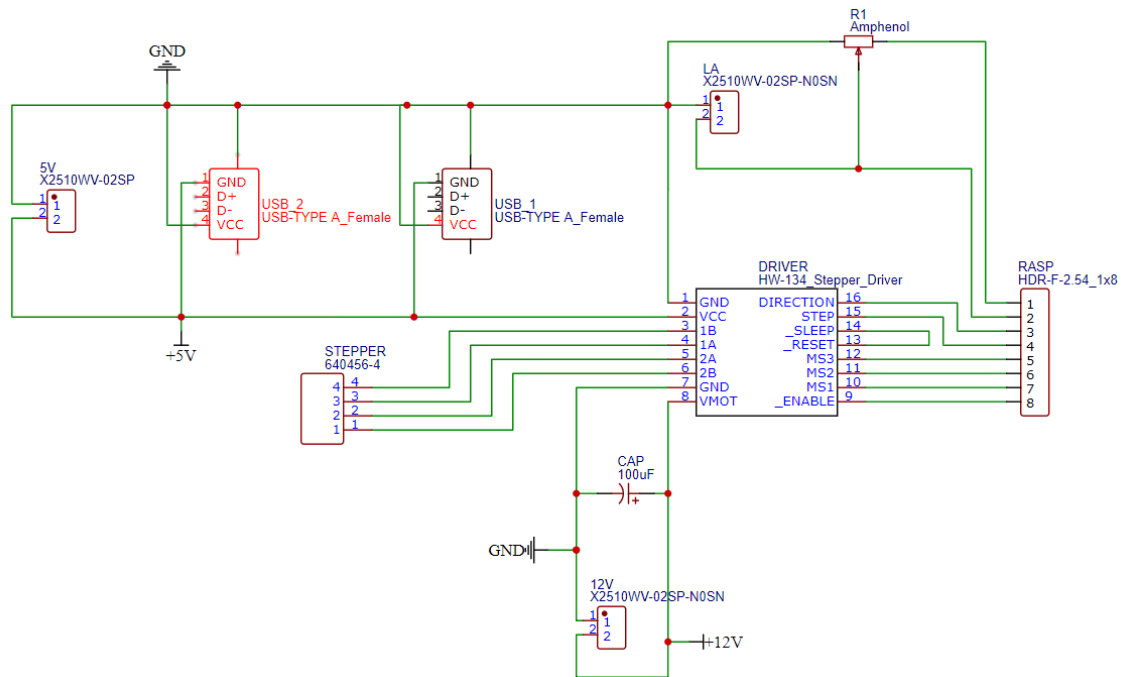 R1
Amphenol
GND
LA
X2510WV-02SP-N0SN
1 1
2 2
5V
X2510WV-02SP
1 1
2 2
1 GND
2 D+
3 D-
4 VCC
USB_2
USB-TYPE A_Female
1 GND
2 D+
3 D-
4 VCC
USB_1
USB-TYPE A_Female
+5V
DRIVER
HW-134_Stepper_Driver
1 GND DIRECTION 16
2 VCC STEP 15
3 1B _SLEEP 14
4 1A _RESET 13
5 2A MS3 12
6 2B MS2 11
7 GND MS1 10
8 VMOT _ENABLE 9
RASP
HDR-F-2.54_1x8
1
2
3
4
5
6
7
8
STEPPER
640456-4
4 4
3 3
2 2
1 1
CAP
100uF
+
GND
12V
X2510WV-02SP-N0SN
1 1
2 2
+12V